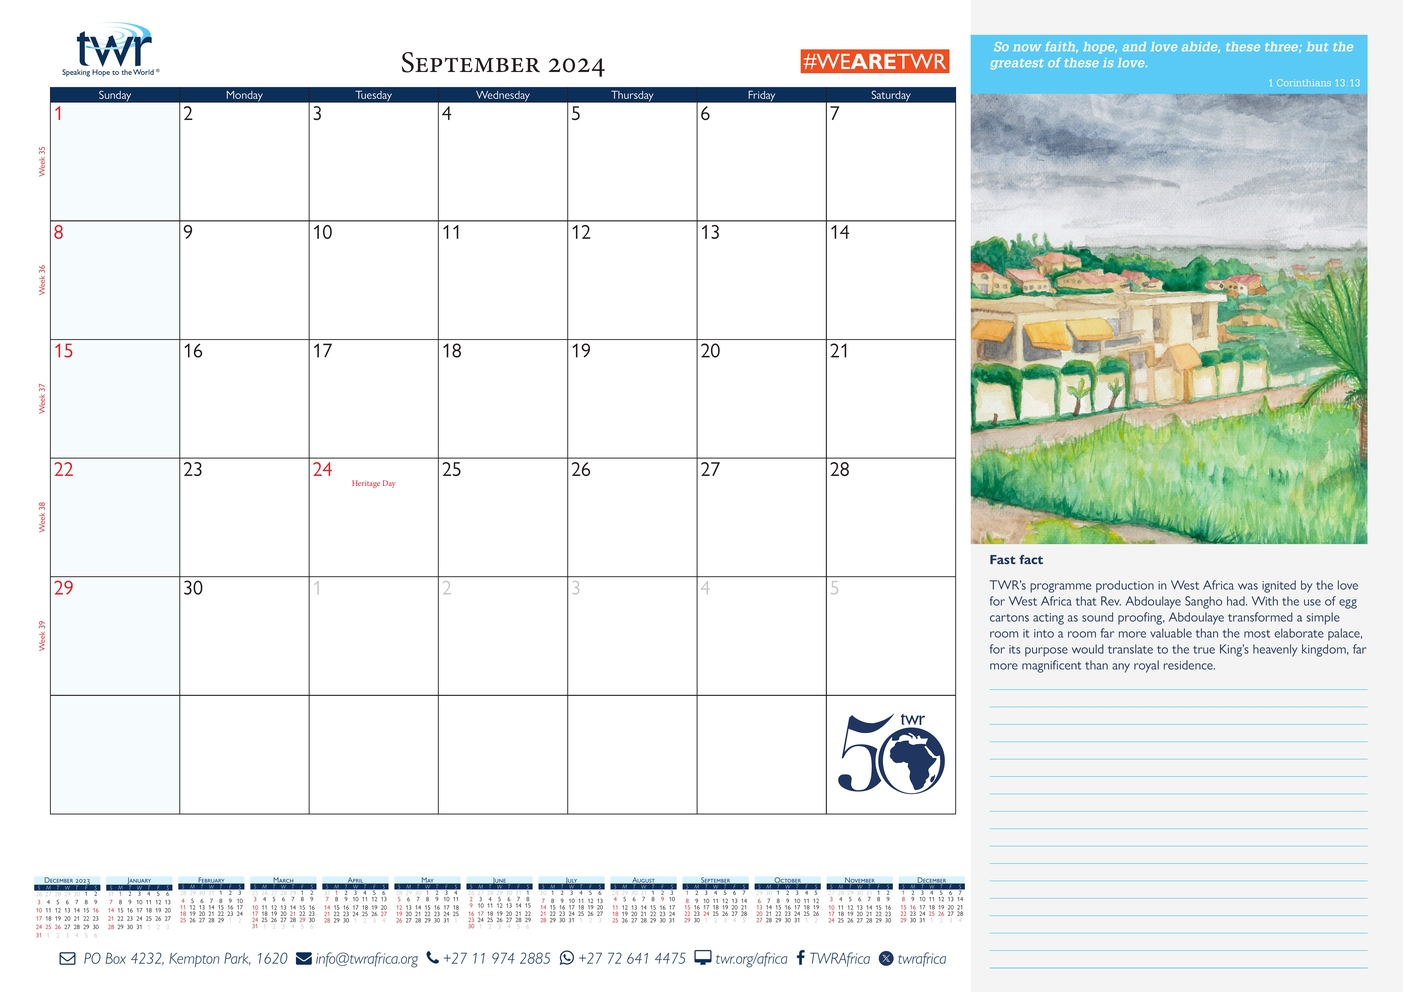 twr
Speaking Hope to the World ®
September 2024
#WEARETWR
Sunday Monday Tuesday Wednesday Thursday Friday Saturday
Week 35
1 2 3 4 5 6 7
Week 36
8 9 10 11 12 13 14
Week 37
15 16 17 18 19 20 21
Week 38
22 23 24 25 26 27 28
Heritage Day
Week 39
29 30 1 2 3 4 5
twr
50
So now faith, hope, and love abide, these three; but the
greatest of these is love.
1 Corinthians 13:13
Fast fact
TWR's programme production in West Africa was ignited by the love
for West Africa that Rev. Abdoulaye Sangho had. With the use of egg
cartons acting as sound proofing, Abdoulaye transformed a simple
room it into a room far more valuable than the most elaborate palace,
for its purpose would translate to the true King's heavenly kingdom, far
more magnificent than any royal residence.
December 2023 January February March April May June July August September October November December
PO Box 4232, Kempton Park, 1620 info@twrafrica.org +27 11 974 2885 +27 72 641 4475 twr.org/africa TWRAfrica twrafrica